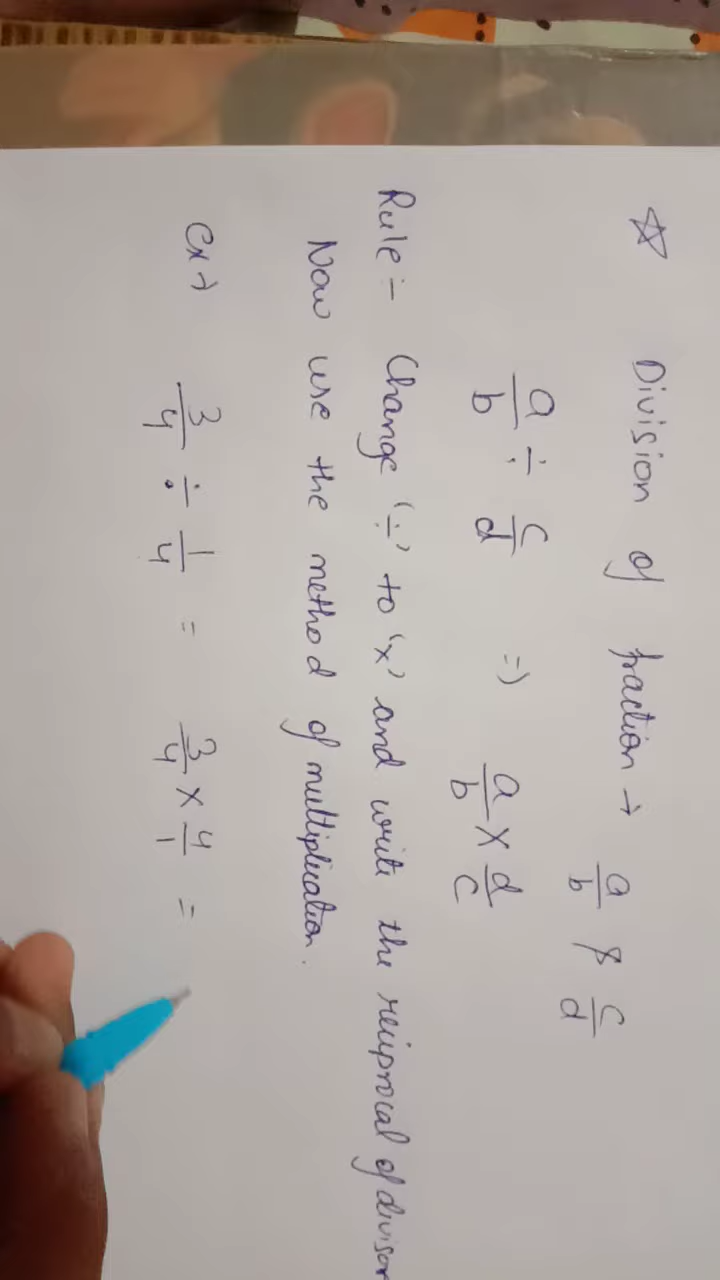 ☆ Division of fraction → a/b & c/d
a/b ÷ c/d => a/b × d/c
Rule :- Change '÷' to 'x' and write the reciprocal of divisor
Now use the method of multiplication.
Ex → 3/4 ÷ 1/4 = 3/4 × 4/1 =